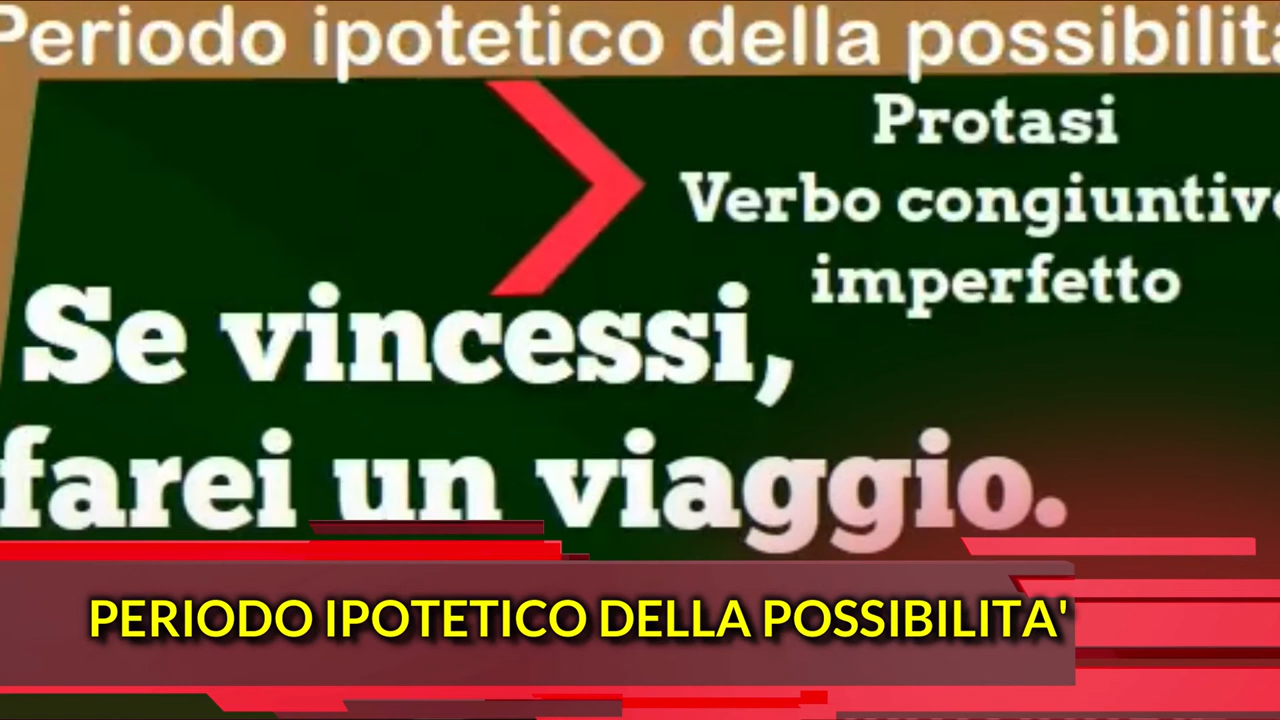 Periodo ipotetico della possibilità
Protasi
Verbo congiuntivo
imperfetto
Se vincessi,
farei un viaggio.
PERIODO IPOTETICO DELLA POSSIBILITA'